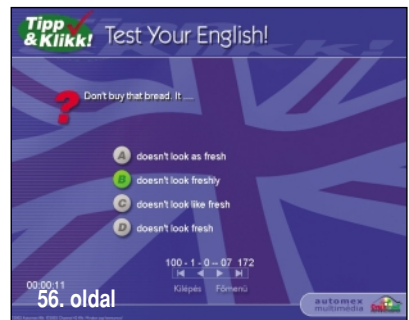 Tipp
& Klikk!
Test Your English!
? Don't buy that bread. It ....
A doesn't look as fresh
B doesn't look freshly
C doesn't look like fresh
D doesn't look fresh
100 - 1 - 0 -- 07 172
Kilépés Főmenü
00:00:11
56. oldal
automex
multimédia